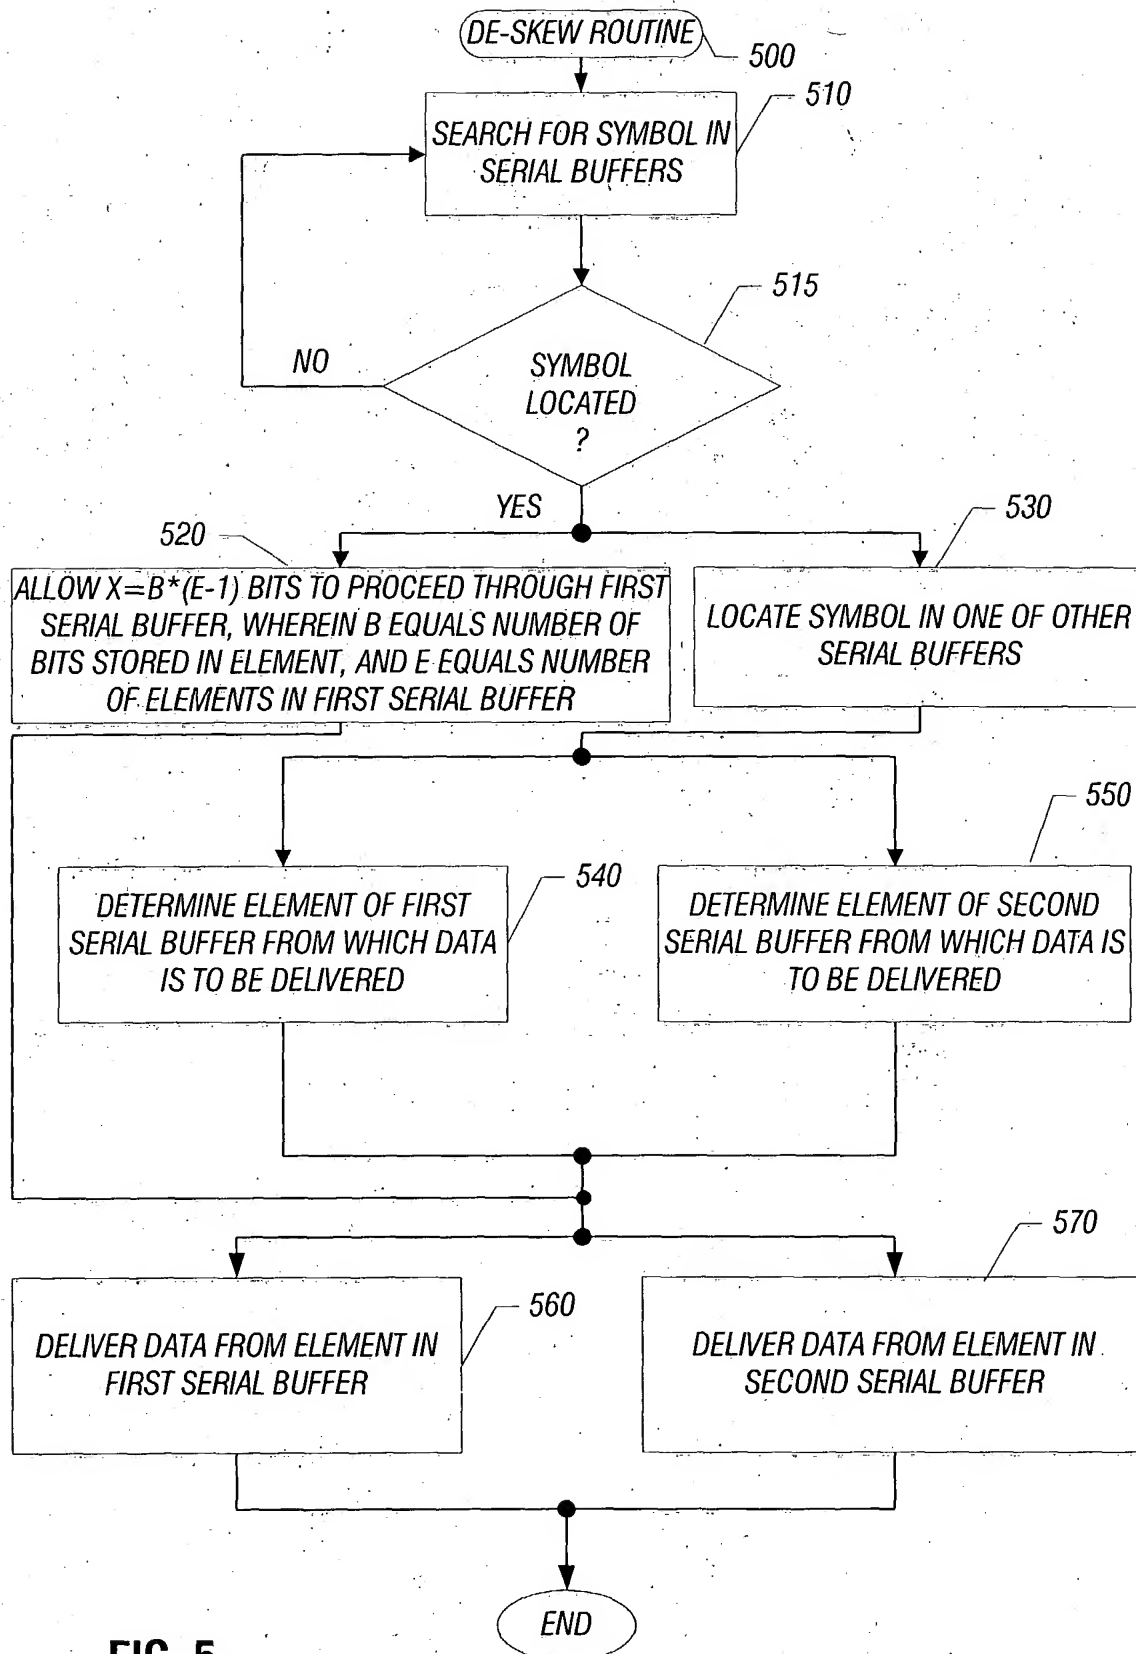 DE-SKEW ROUTINE
500
510
SEARCH FOR SYMBOL IN
SERIAL BUFFERS
515
NO
SYMBOL
LOCATED
?
YES
520
530
ALLOW X=B*(E-1) BITS TO PROCEED THROUGH FIRST
SERIAL BUFFER, WHEREIN B EQUALS NUMBER OF
BITS STORED IN ELEMENT, AND E EQUALS NUMBER
OF ELEMENTS IN FIRST SERIAL BUFFER
LOCATE SYMBOL IN ONE OF OTHER
SERIAL BUFFERS
540
550
DETERMINE ELEMENT OF FIRST
SERIAL BUFFER FROM WHICH DATA
IS TO BE DELIVERED
DETERMINE ELEMENT OF SECOND
SERIAL BUFFER FROM WHICH DATA IS
TO BE DELIVERED
560
570
DELIVER DATA FROM ELEMENT IN
FIRST SERIAL BUFFER
DELIVER DATA FROM ELEMENT IN
SECOND SERIAL BUFFER
END
FIG. 5